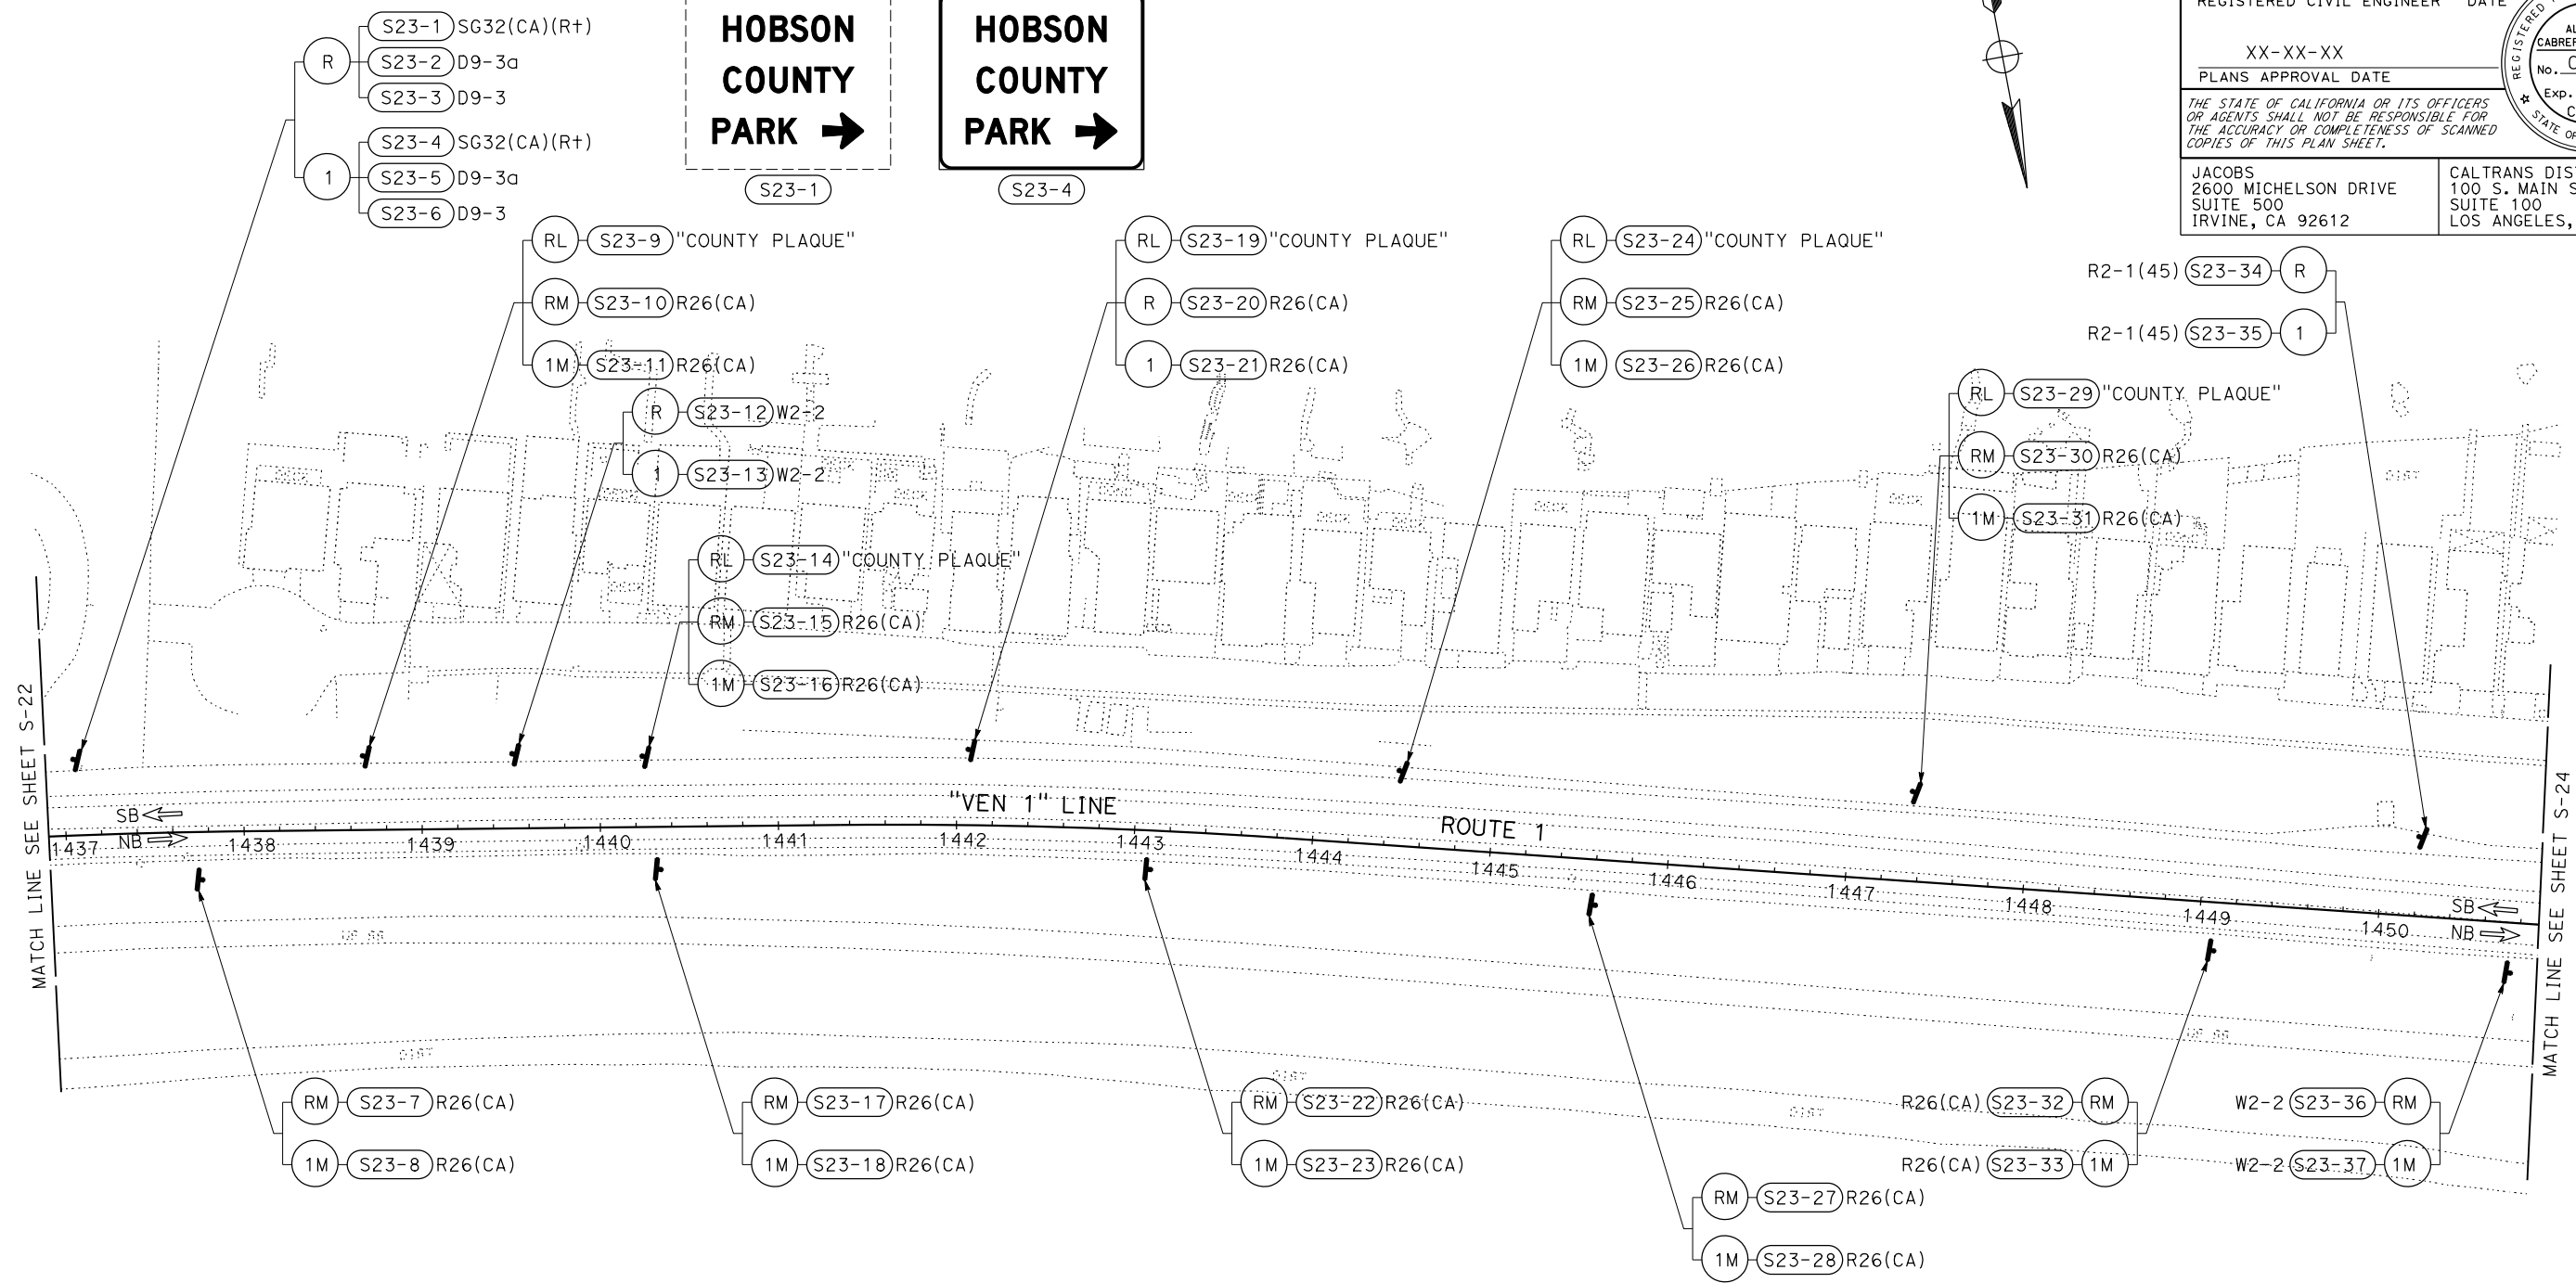 R
S23-1 SG32(CA)(Rt)
S23-2 D9-3a
S23-3 D9-3
1
S23-4 SG32(CA)(Rt)
S23-5 D9-3a
S23-6 D9-3
HOBSON
COUNTY
PARK
S23-1
HOBSON
COUNTY
PARK
S23-4
REGISTERED CIVIL ENGINEER DATE
XX-XX-XX
PLANS APPROVAL DATE
THE STATE OF CALIFORNIA OR ITS OFFICERS
OR AGENTS SHALL NOT BE RESPONSIBLE FOR
THE ACCURACY OR COMPLETENESS OF SCANNED
COPIES OF THIS PLAN SHEET.
JACOBS
2600 MICHELSON DRIVE
SUITE 500
IRVINE, CA 92612
CALTRANS
100 S. MAIN
SUITE 100
LOS ANGELES,
REGISTERED
No.
Exp.
STATE OF
RL S23-9 "COUNTY PLAQUE"
RM S23-10 R26(CA)
1M S23-11 R26(CA)
R S23-12 W2-2
1 S23-13 W2-2
RL S23-14 "COUNTY PLAQUE"
RM S23-15 R26(CA)
1M S23-16 R26(CA)
RL S23-19 "COUNTY PLAQUE"
R S23-20 R26(CA)
1 S23-21 R26(CA)
RL S23-24 "COUNTY PLAQUE"
RM S23-25 R26(CA)
1M S23-26 R26(CA)
R2-1(45) S23-34 R
R2-1(45) S23-35 1
RL S23-29 "COUNTY PLAQUE"
RM S23-30 R26(CA)
1M S23-31 R26(CA)
MATCH LINE SEE SHEET S-22
SB
NB
"VEN 1" LINE
ROUTE 1
1437 1438 1439 1440 1441 1442 1443 1444 1445 1446 1447 1448 1449 1450
SB
NB
MATCH LINE SEE SHEET S-24
DIRT
DIRT
DIRT
RM S23-7 R26(CA)
1M S23-8 R26(CA)
RM S23-17 R26(CA)
1M S23-18 R26(CA)
RM S23-22 R26(CA)
1M S23-23 R26(CA)
RM S23-27 R26(CA)
1M S23-28 R26(CA)
R26(CA) S23-32 RM
R26(CA) S23-33 1M
W2-2 S23-36 RM
W2-2 S23-37 1M